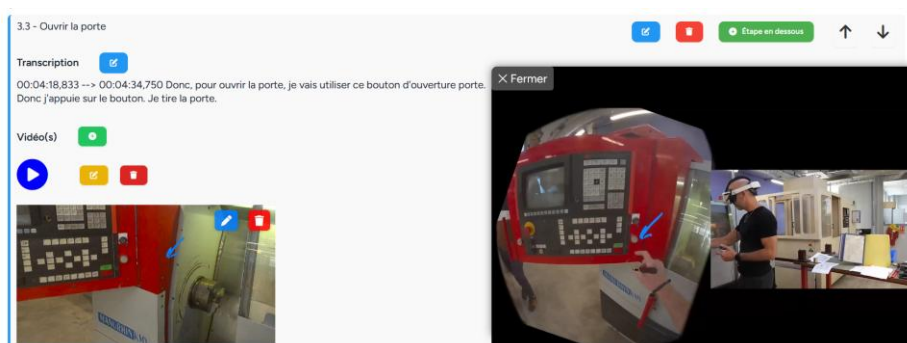 3.3 - Ouvrir la porte
Étape en dessous
Transcription
00:04:18,833 --> 00:04:34,750 Donc, pour ouvrir la porte, je vais utiliser ce bouton d'ouverture porte.
Donc j'appuie sur le bouton. Je tire la porte.
× Fermer
Vidéo(s)